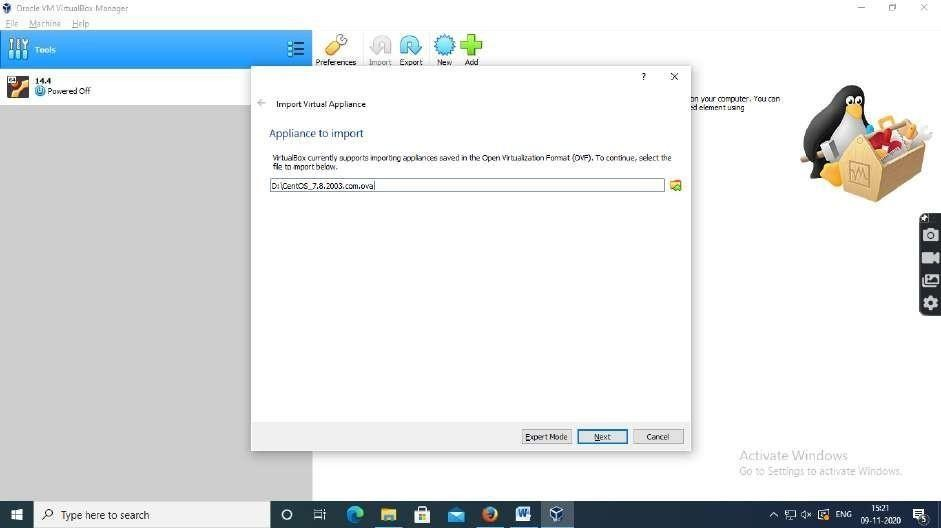 Oracle VM VirtualBox Manager
File Machine Help
Tools
Preferences Import Export New Add
64
14.4
Powered Off
? 
Import Virtual Appliance
on your computer. You can
d element using
Appliance to import
VirtualBox currently supports importing appliances saved in the Open Virtualization Format (OVF). To continue, select the
file to import below.
D:\CentOS_7.8.2003.com.ova
Expert Mode Next Cancel
Activate Windows
Go to Settings to activate Windows.
Type here to search
ENG
15:21
09-11-2020
5